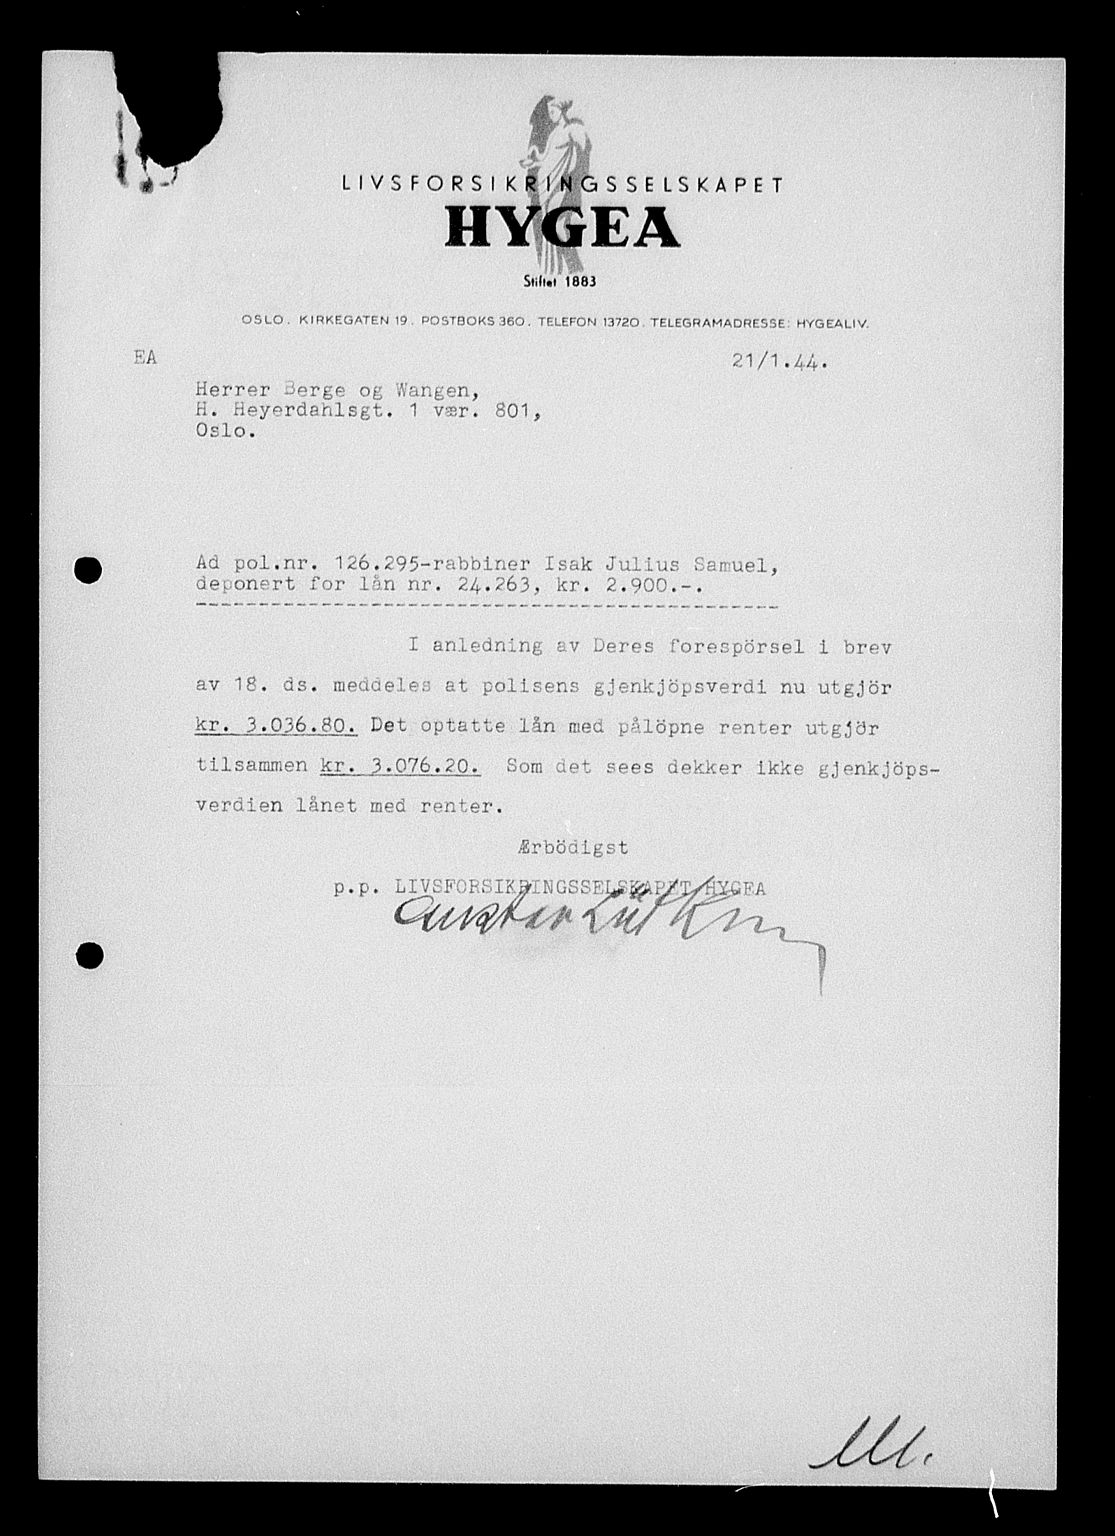 LIVSFORSIKRINGSSELSKAPET
HYGEA
Stiftet 1883
OSLO. KIRKEGATEN 19. POSTBOKS 360. TELEFON 13720. TELEGRAMADRESSE: HYGEALIV.
EA 21/1.44.
Herrer Berge og Wangen,
H. Heyerdahlsgt. 1 vær. 801,
Oslo.
Ad pol.nr. 126.295-rabbiner Isak Julius Samuel,
deponert for lån nr. 24.263, kr. 2.900.-.
I anledning av Deres forespörsel i brev
av 18. ds. meddeles at polisens gjenkjöpsverdi nu utgjör
kr. 3.036.80. Det optatte lån med pålöpne renter utgjör
tilsammen kr. 3.076.20. Som det sees dekker ikke gjenkjöps-
verdien lånet med renter.
Ærbödigst
p.p. LIVSFORSIKRINGSSELSKAPET HYGEA